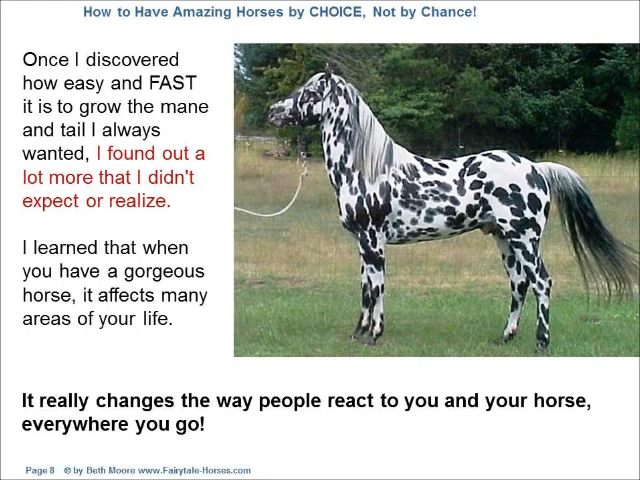 How to Have Amazing Horses by CHOICE, Not by Chance!
Once I discovered
how easy and FAST
it is to grow the mane
and tail I always
wanted, I found out a
lot more that I didn't
expect or realize.
I learned that when
you have a gorgeous
horse, it affects many
areas of your life.
It really changes the way people react to you and your horse,
everywhere you go!
Page 8 © by Beth Moore www.Fairytale-Horses.com